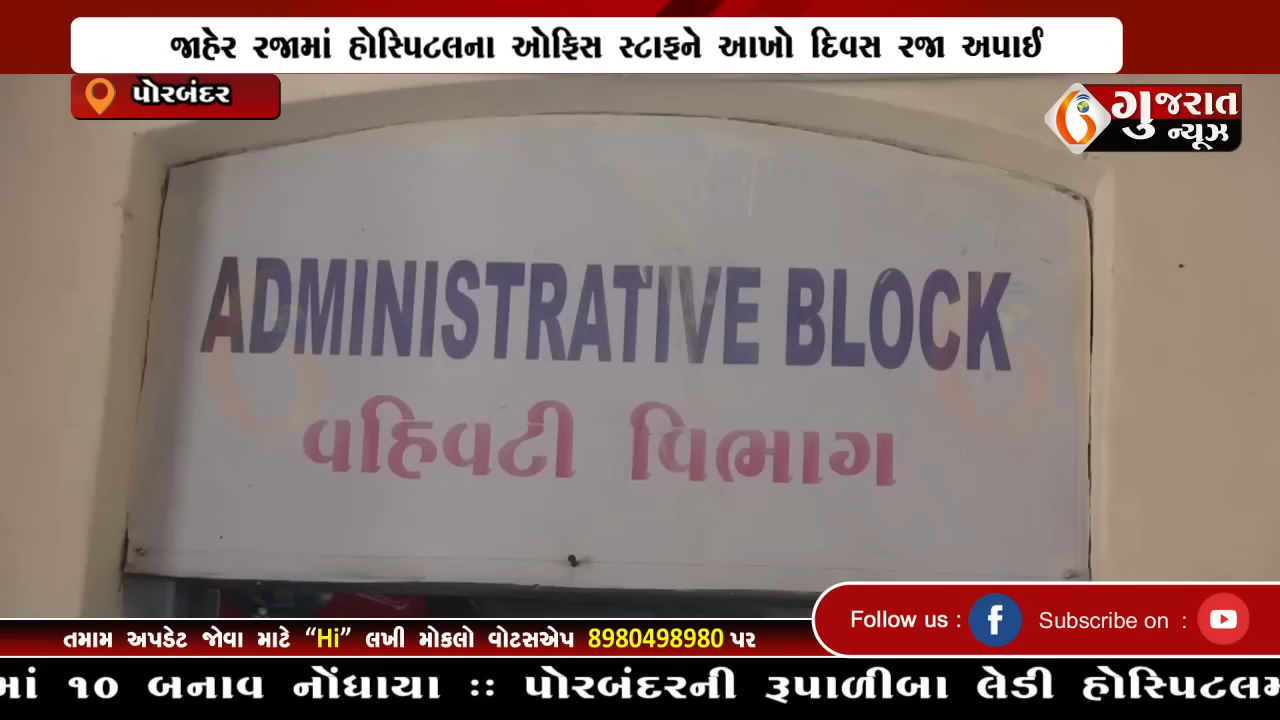 જાહેર રજામાં હોસ્પિટલના ઓફિસ સ્ટાફને આખો દિવસ રજા અપાઈ
પોરબંદર
ગુજરાત
ન્યૂઝ
ADMINISTRATIVE BLOCK
વહિવટી વિભાગ
Follow us :
Subscribe on :
તમામ અપડેટ જોવા માટે “Hi” લખી મોકલો વોટસએપ 8980498980 પર
માં ૧૦ બનાવ નોંધાયા :: પોરબંદરની રૂપાળીબા લેડી હોસ્પિટલમ